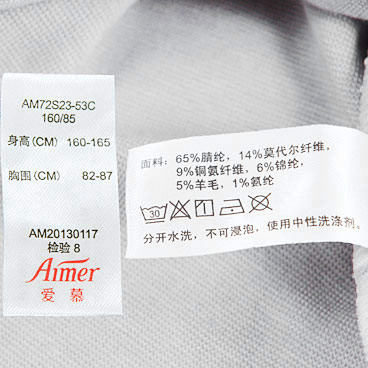 AM72S23-53C
160/85
身高(CM) 160-165
胸围(CM) 82-87
AM20130117
检验 8
Aimer
爱慕
面料: 65%腈纶, 14%莫代尔纤维,
9%铜氨纤维, 6%锦纶,
5%羊毛, 1%氨纶
30
分开水洗, 不可浸泡, 使用中性洗涤剂。